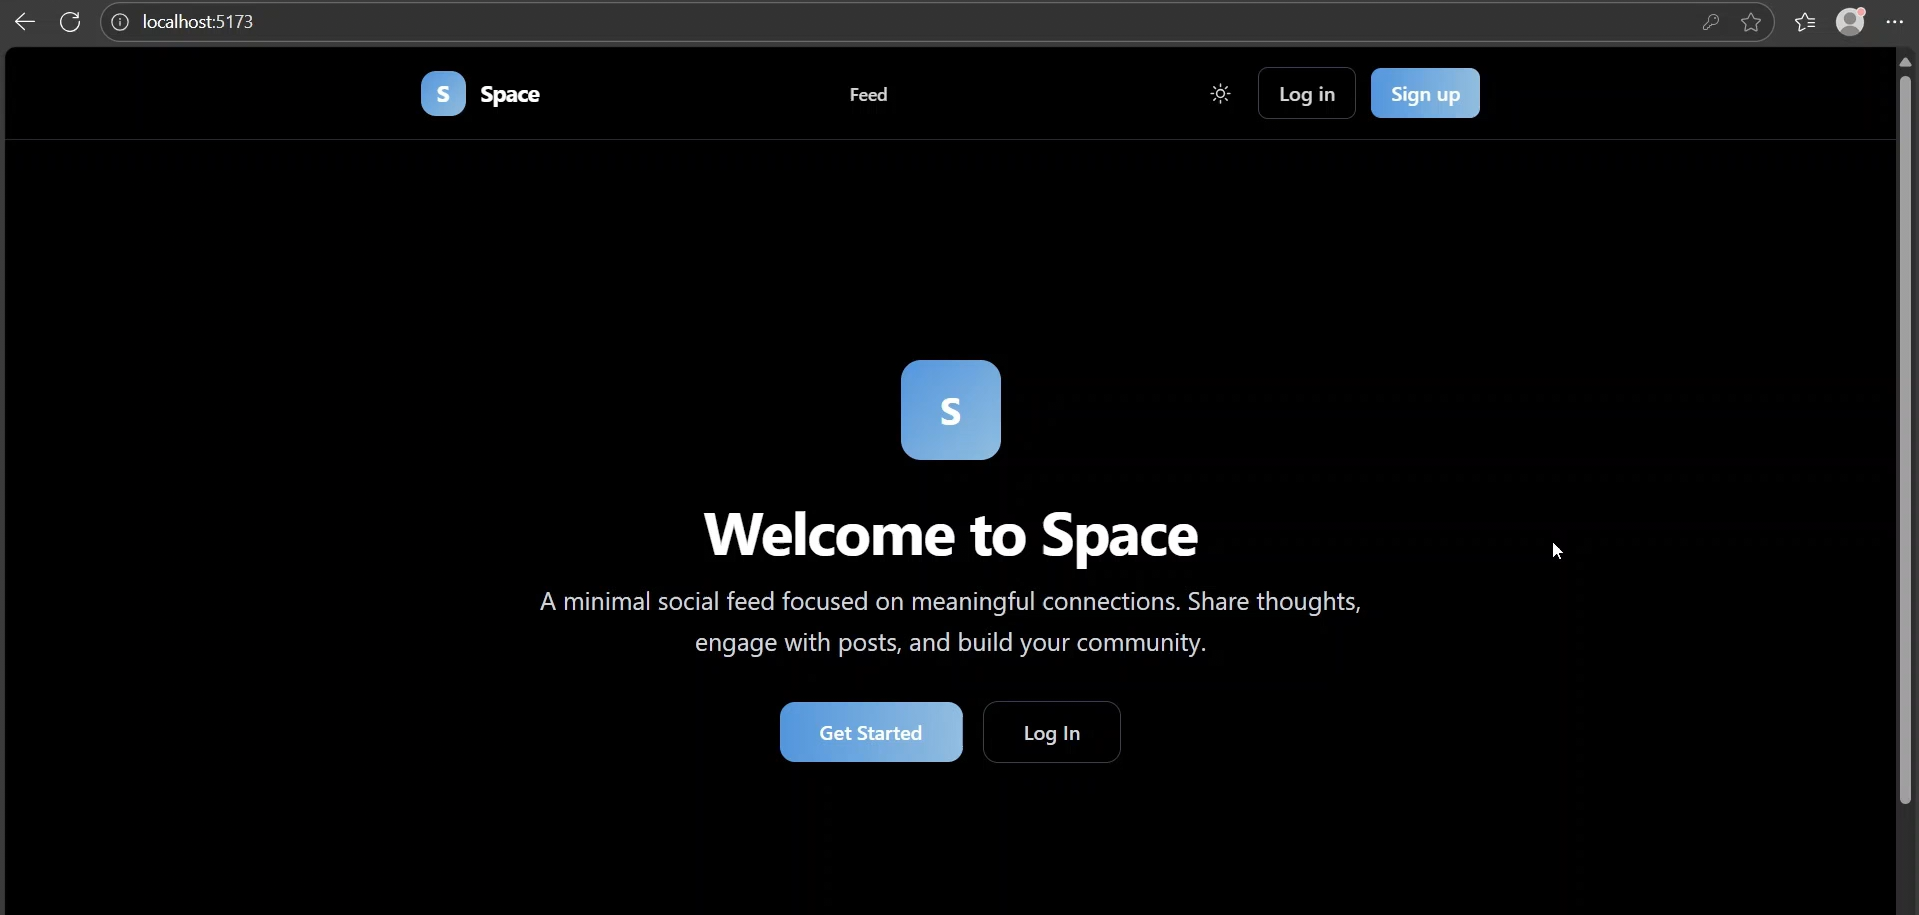 localhost:5173
S Space Feed Log in Sign up
S
Welcome to Space
A minimal social feed focused on meaningful connections. Share thoughts,
engage with posts, and build your community.
Get Started Log In